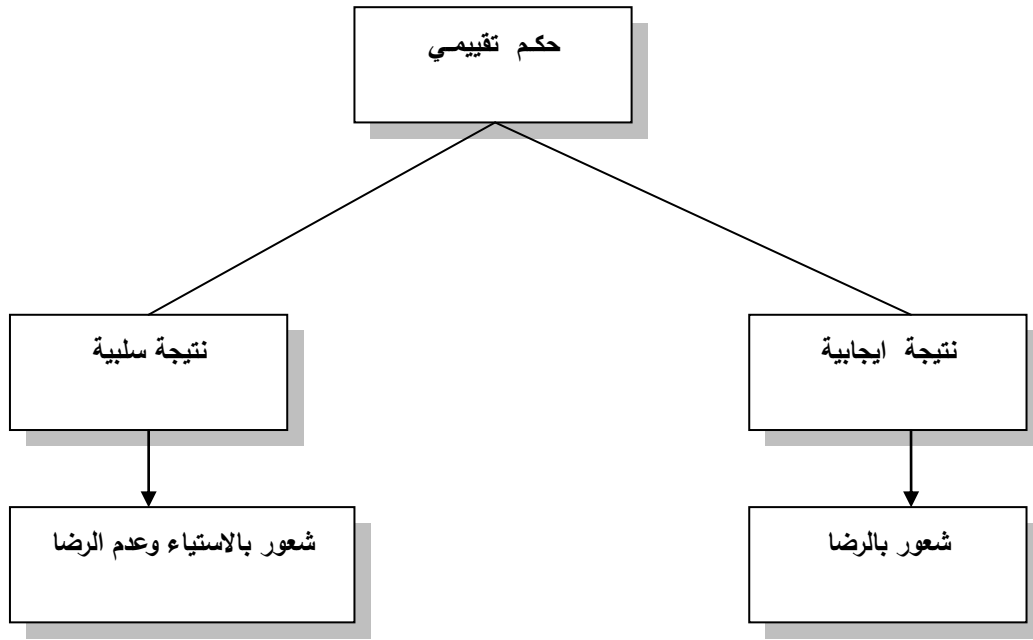 حكم تقييمي
نتيجة ايجابية
نتيجة سلبية
شعور بالرضا
شعور بالاستياء وعدم الرضا